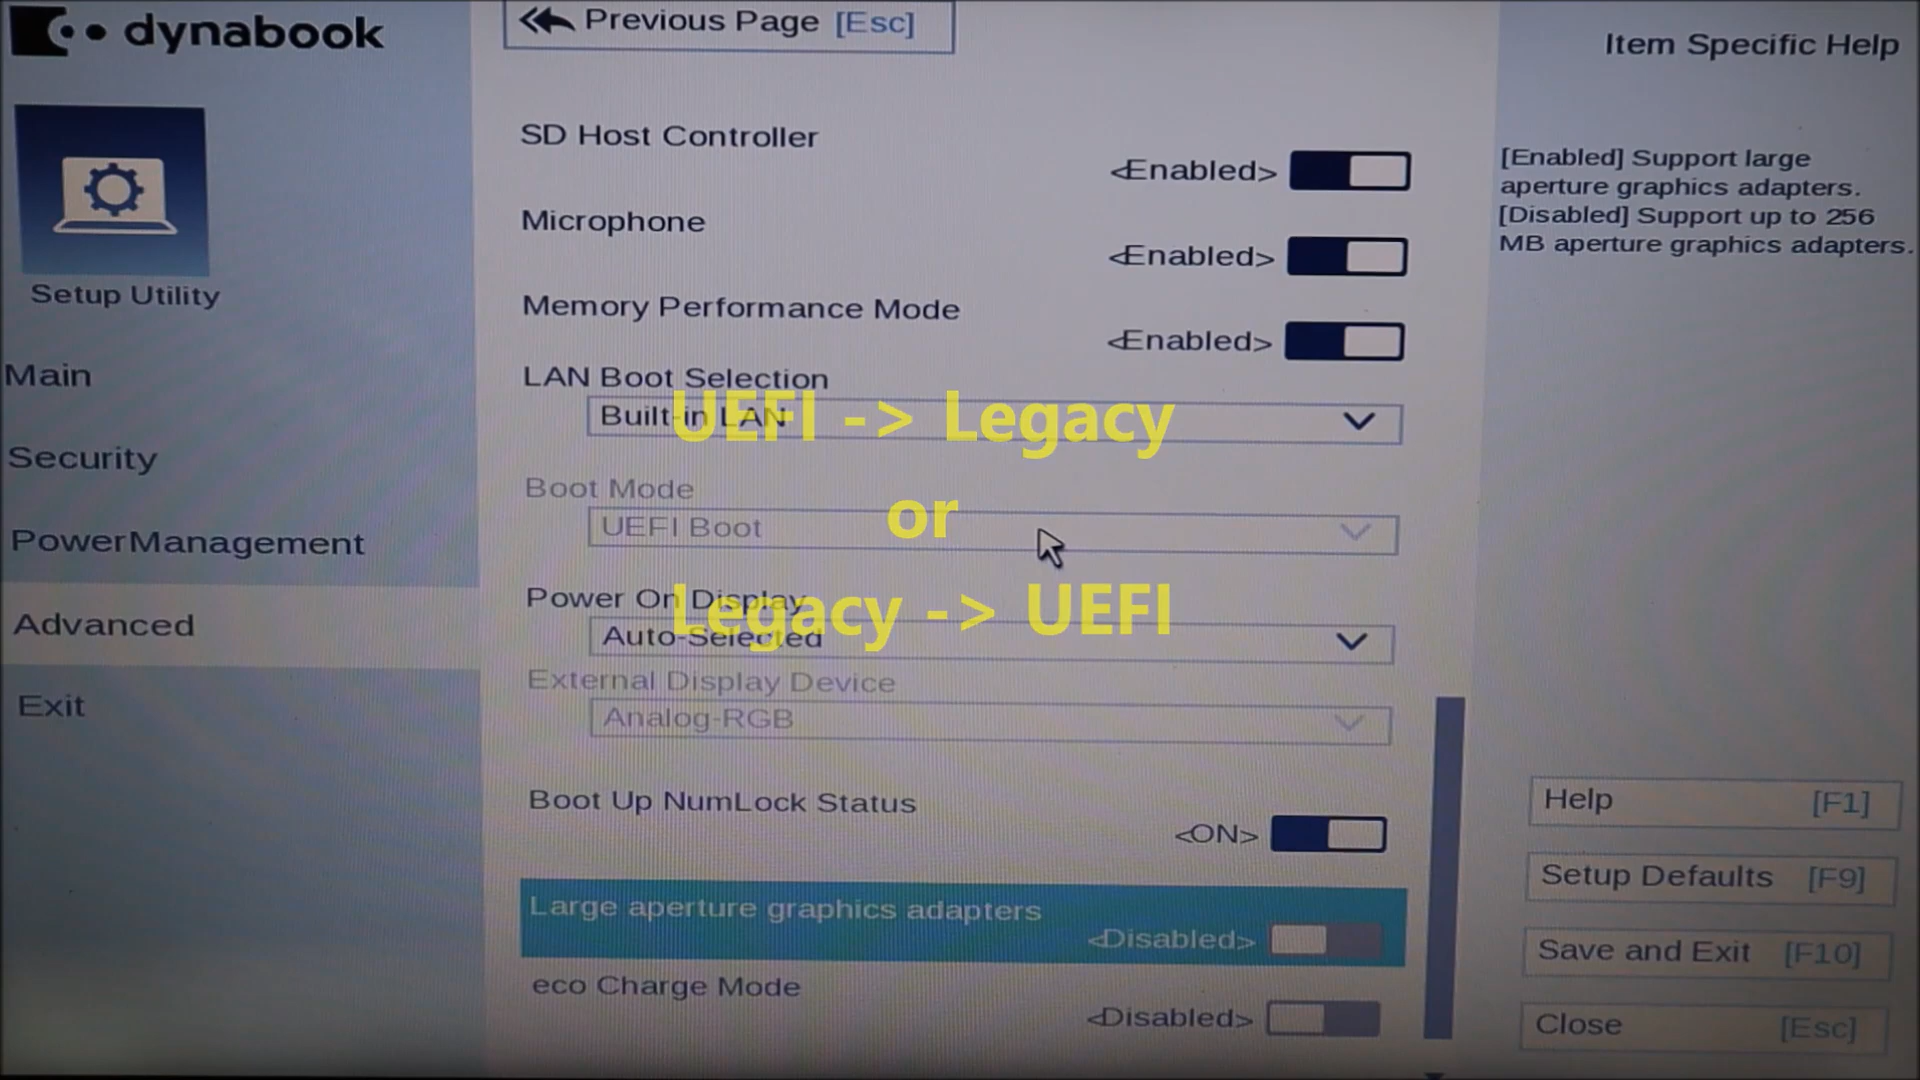 dynabook
Setup Utility
Main
Security
PowerManagement
Advanced
Exit
Previous Page [Esc]
SD Host Controller
<Enabled>
Microphone
<Enabled>
Memory Performance Mode
<Enabled>
LAN Boot Selection
Built-in LAN
UEFI -> Legacy
Boot Mode
UEFI Boot
or
Power On Display
Auto-Selected
Legacy -> UEFI
External Display Device
Analog-RGB
Boot Up NumLock Status
<ON>
Large aperture graphics adapters
<Disabled>
eco Charge Mode
<Disabled>
Item Specific Help
[Enabled] Support large
aperture graphics adapters.
[Disabled] Support up to 256
MB aperture graphics adapters.
Help [F1]
Setup Defaults [F9]
Save and Exit [F10]
Close [Esc]